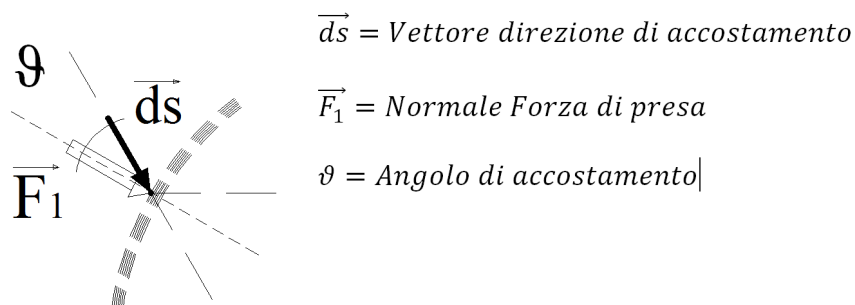 ϑ
ds
F1
ds = Vettore direzione di accostamento
F1 = Normale Forza di presa
ϑ = Angolo di accostamento